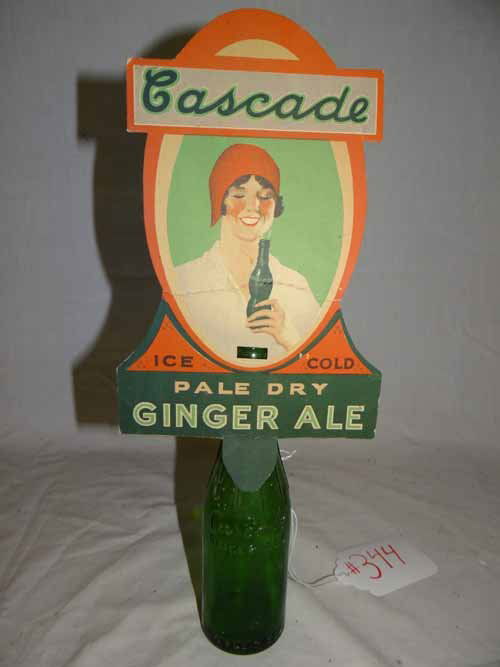 Cascade
ICE COLD
PALE DRY
GINGER ALE
#344